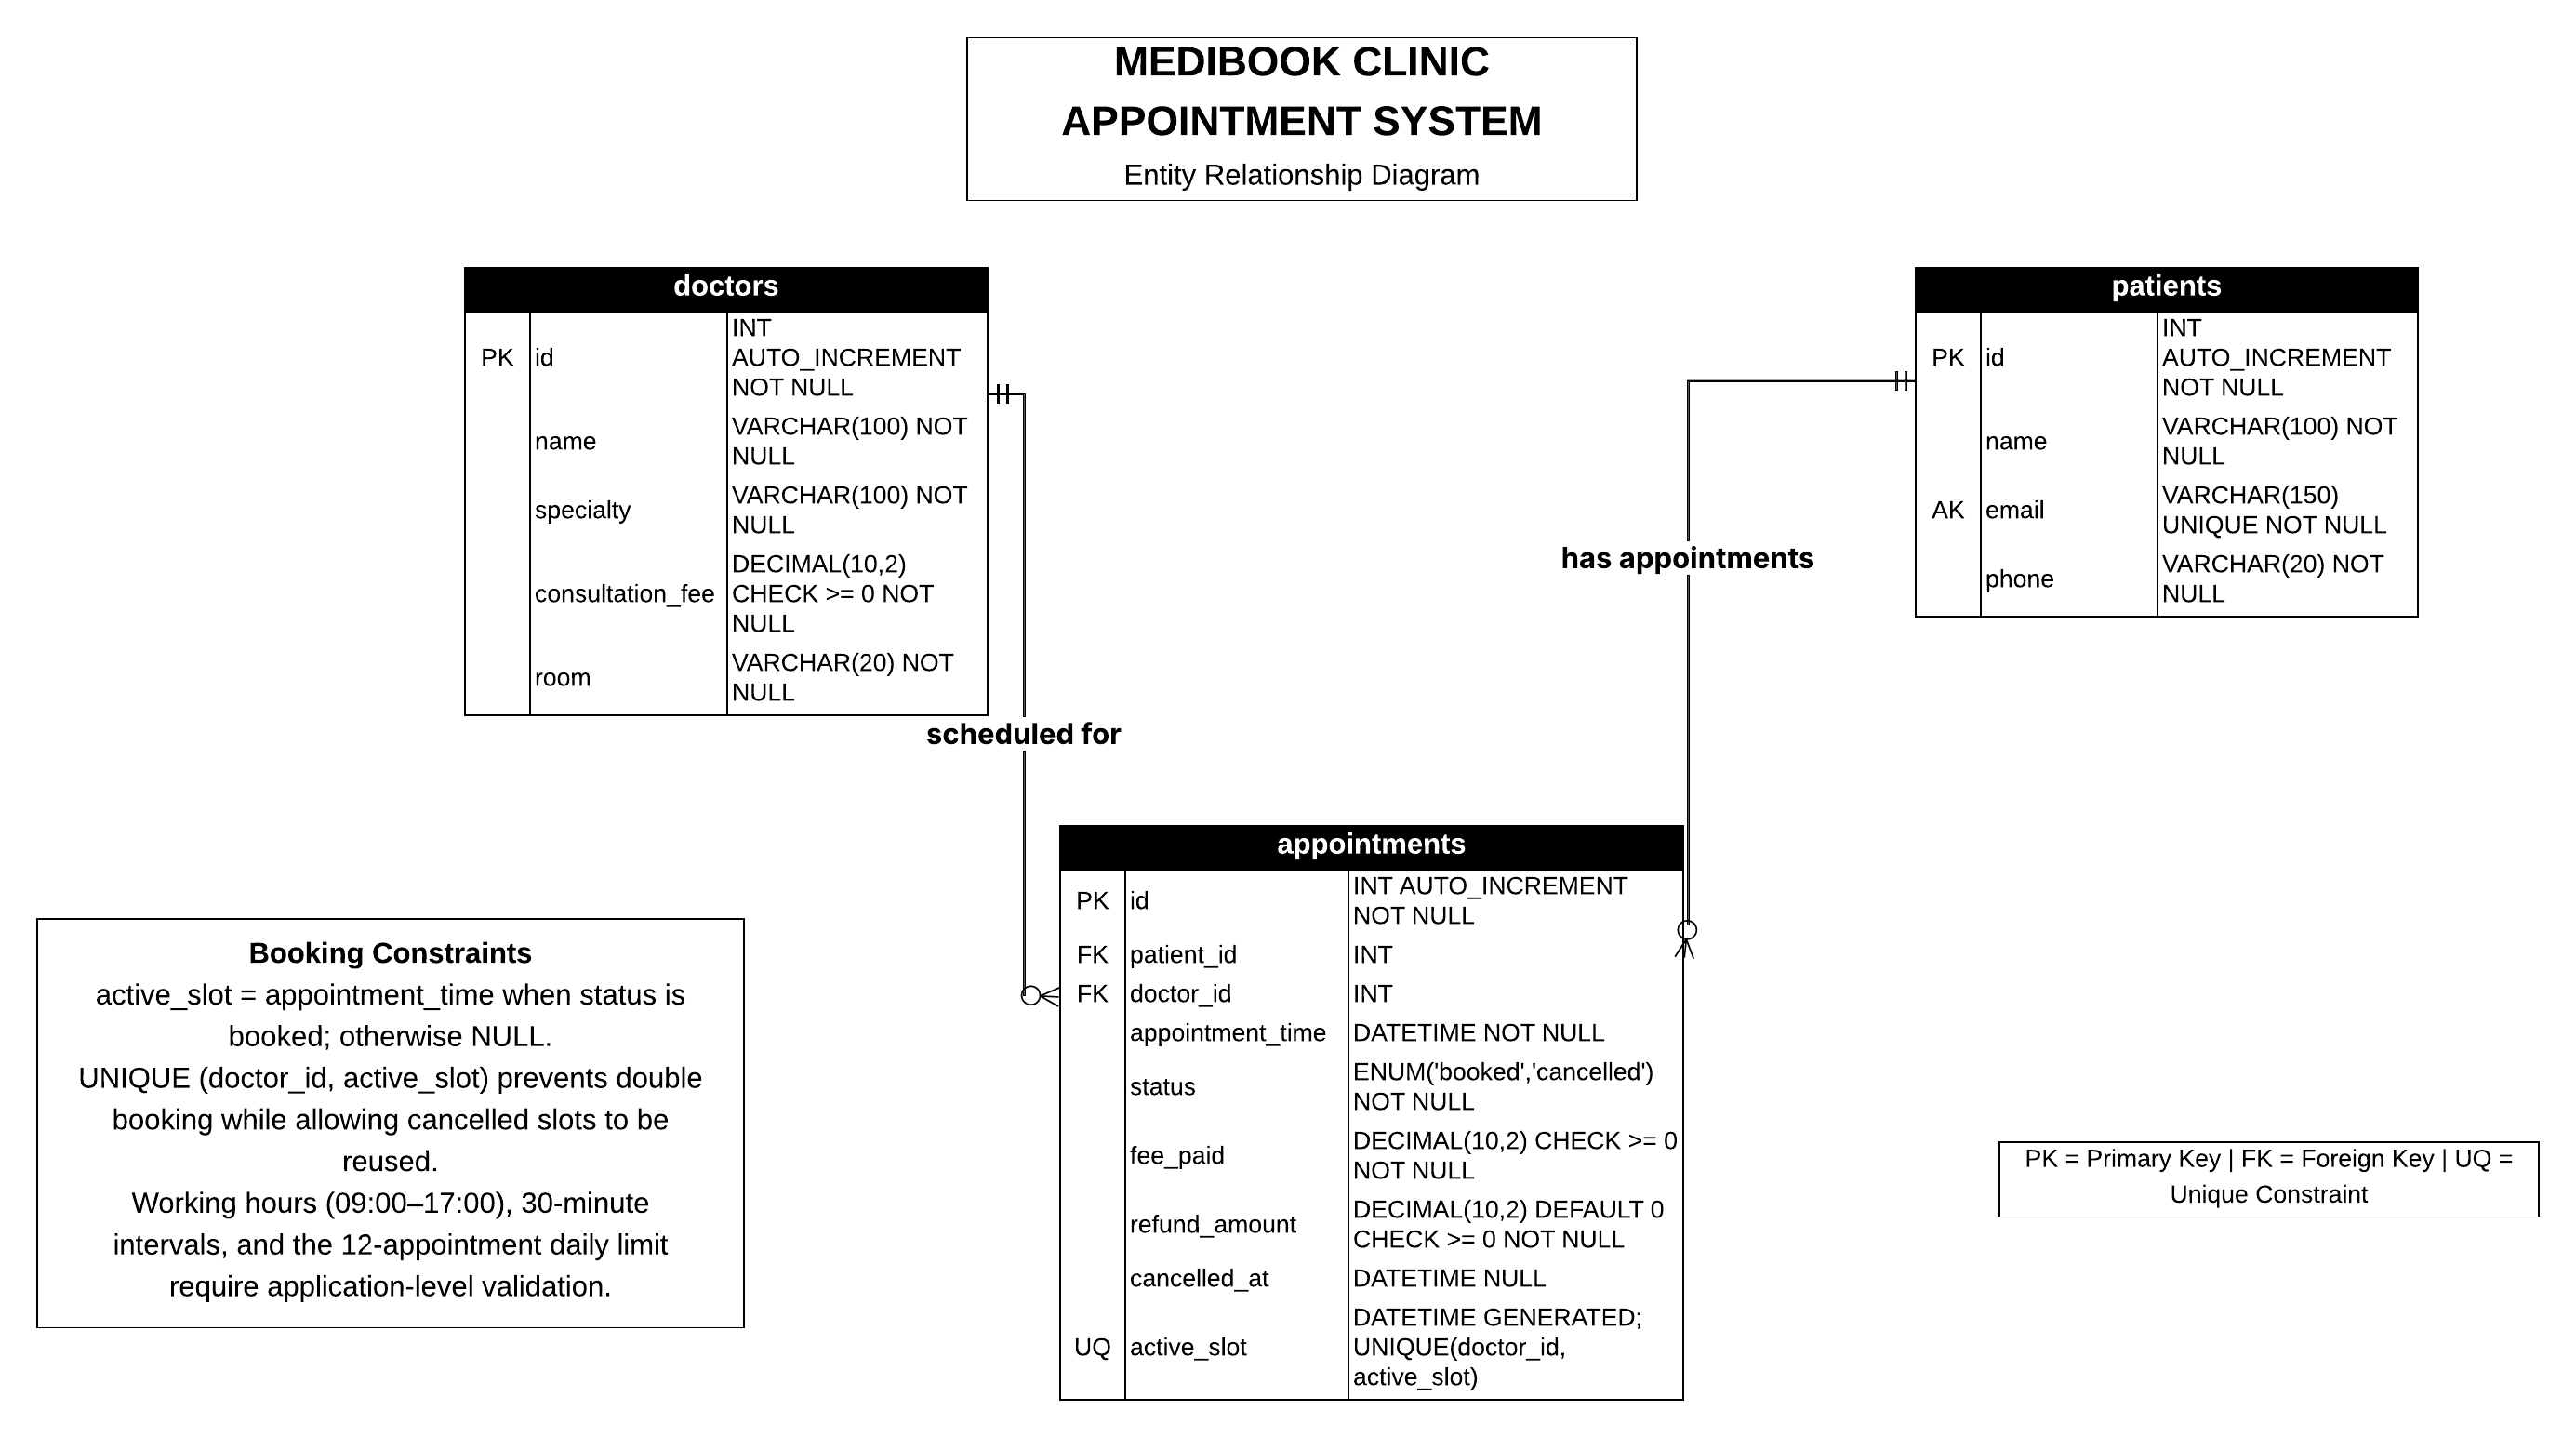 MEDIBOOK CLINIC
APPOINTMENT SYSTEM
Entity Relationship Diagram
doctors
PK id INT
AUTO_INCREMENT
NOT NULL
name VARCHAR(100) NOT
NULL
specialty VARCHAR(100) NOT
NULL
consultation_fee DECIMAL(10,2)
CHECK >= 0 NOT
NULL
room VARCHAR(20) NOT
NULL
patients
PK id INT
AUTO_INCREMENT
NOT NULL
name VARCHAR(100) NOT
NULL
AK email VARCHAR(150)
UNIQUE NOT NULL
phone VARCHAR(20) NOT
NULL
has appointments
scheduled for
appointments
PK id INT AUTO_INCREMENT
NOT NULL
FK patient_id INT
FK doctor_id INT
appointment_time DATETIME NOT NULL
status ENUM('booked','cancelled')
NOT NULL
fee_paid DECIMAL(10,2) CHECK >= 0
NOT NULL
refund_amount DECIMAL(10,2) DEFAULT 0
CHECK >= 0 NOT NULL
cancelled_at DATETIME NULL
UQ active_slot DATETIME GENERATED;
UNIQUE(doctor_id,
active_slot)
Booking Constraints
active_slot = appointment_time when status is
booked; otherwise NULL.
UNIQUE (doctor_id, active_slot) prevents double
booking while allowing cancelled slots to be
reused.
Working hours (09:00–17:00), 30-minute
intervals, and the 12-appointment daily limit
require application-level validation.
PK = Primary Key | FK = Foreign Key | UQ =
Unique Constraint